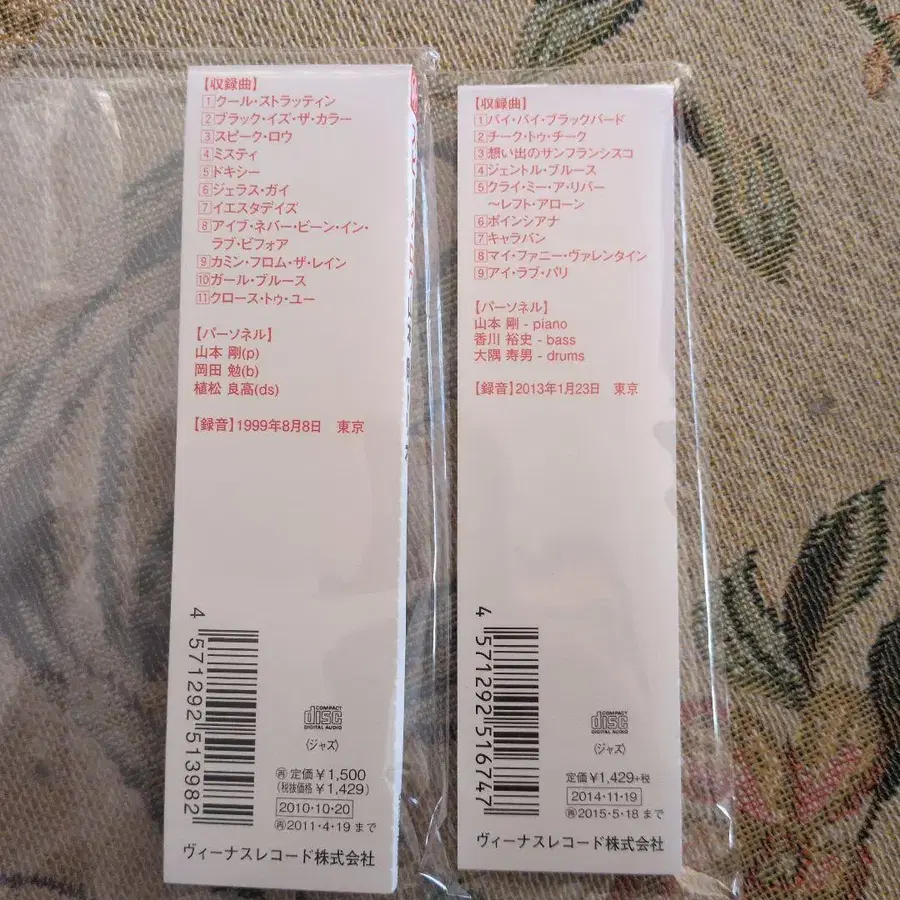 【収録曲】
1 クール・ストラッティン
2 ブラック・イズ・ザ・カラー
3 スピーク・ロウ
4 ミスティ
5 ドキシー
6 ジェラス・ガイ
7 イエスタデイズ
8 アイブ・ネバー・ビーン・イン・
ラブ・ビフォア
9 カミン・フロム・ザ・レイン
10 ガール・ブルース
11 クロース・トゥ・ユー
【パーソネル】
山本 剛(p)
岡田 勉(b)
植松 良高(ds)
【録音】1999年8月8日 東京
4 571292 513982
COMPACT
disc
DIGITAL AUDIO
〈ジャズ〉
㋐定価¥1,500
(税抜価格¥1,429)
2010・10・20
㋐2011・4・19まで
ヴィーナスレコード株式会社
【収録曲】
1 バイ・バイ・ブラックバード
2 チーク・トゥ・チーク
3 想い出のサンフランシスコ
4 ジェントル・ブルース
5 クライ・ミー・ア・リバー
〜レフト・アローン
6 ポインシアナ
7 キャラバン
8 マイ・ファニー・ヴァレンタイン
9 アイ・ラブ・パリ
【パーソネル】
山本 剛 - piano
香川 裕史 - bass
大隅 寿男 - drums
【録音】2013年1月23日 東京
4 571292 516747
COMPACT
disc
DIGITAL AUDIO
〈ジャズ〉
定価¥1,429+税
2014・11・19
㋐2015・5・18まで
ヴィーナスレコード株式会社